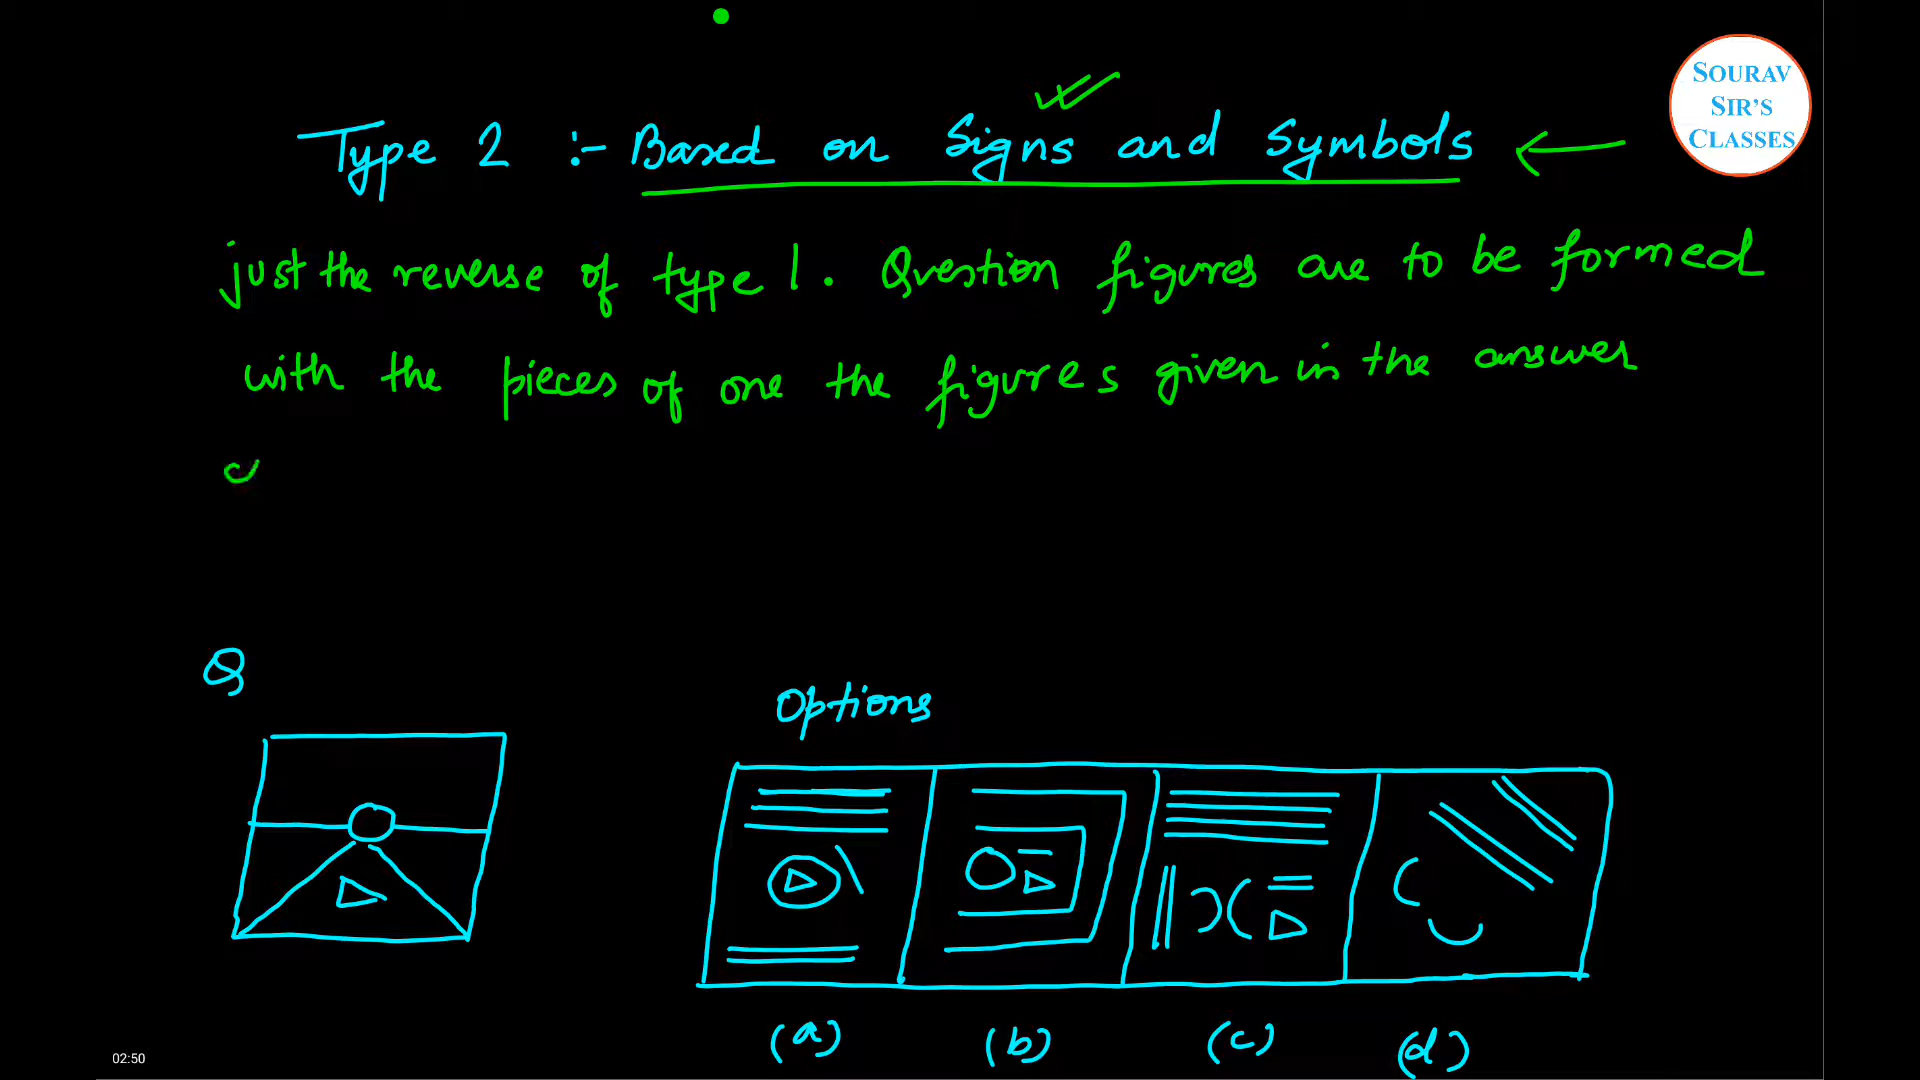 SOURAV
SIR'S
CLASSES
Type 2 :- Based on Signs and Symbols
just the reverse of type 1. Question figures are to be formed
with the pieces of one the figures given in the answer
Q
Options
(a) (b) (c) (d)
02:50